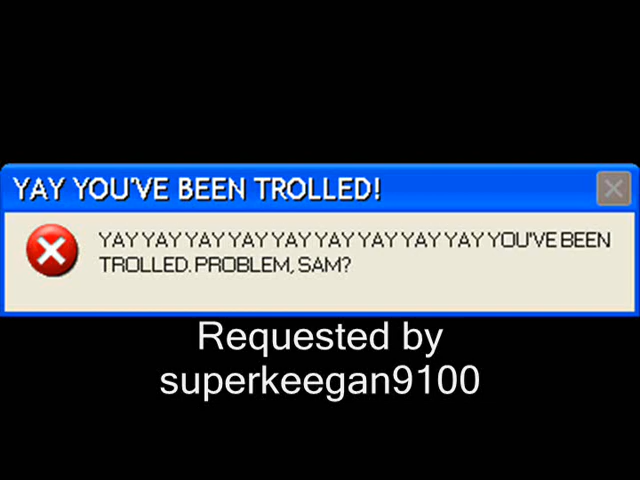 YAY YOU'VE BEEN TROLLED!
YAY YAY YAY YAY YAY YAY YAY YAY YAY YOU'VE BEEN
TROLLED. PROBLEM, SAM?
Requested by
superkeegan9100